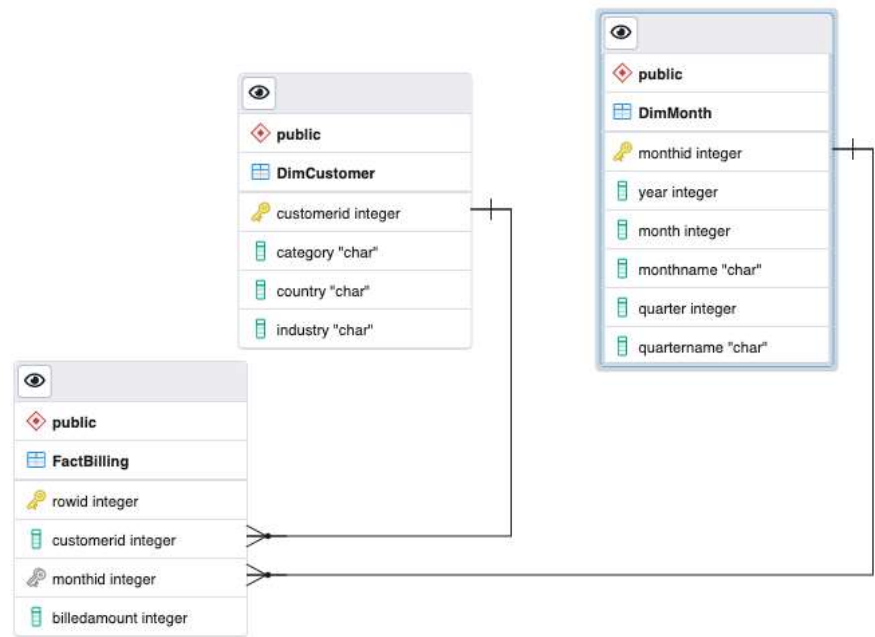 public
DimCustomer
customerid integer
category "char"
country "char"
industry "char"
public
DimMonth
monthid integer
year integer
month integer
monthname "char"
quarter integer
quartername "char"
public
FactBilling
rowid integer
customerid integer
monthid integer
billedamount integer